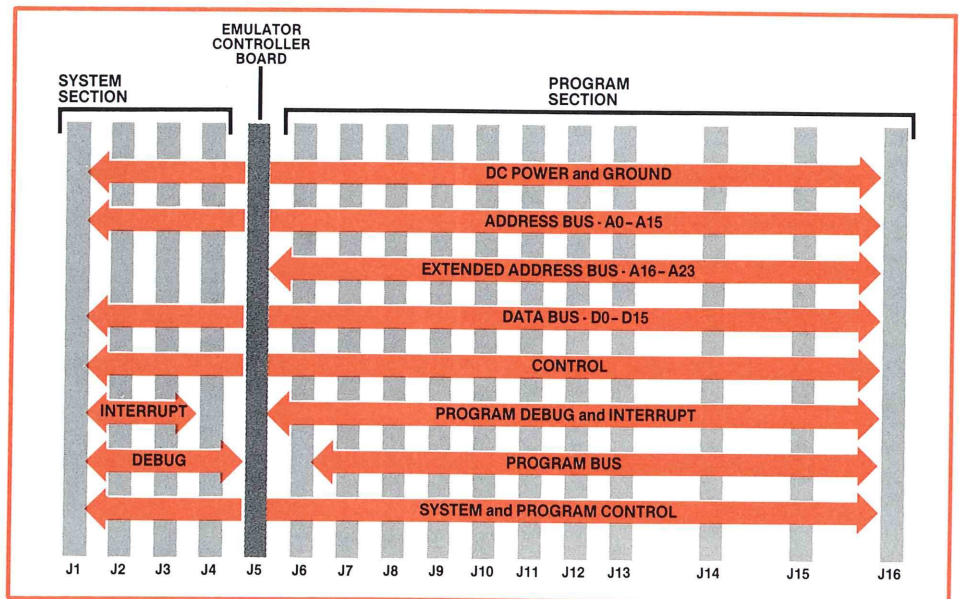 EMULATOR
CONTROLLER
BOARD
SYSTEM
SECTION
PROGRAM
SECTION
DC POWER and GROUND
ADDRESS BUS - A0–A15
EXTENDED ADDRESS BUS - A16–A23
DATA BUS - D0–D15
CONTROL
INTERRUPT
PROGRAM DEBUG and INTERRUPT
DEBUG
PROGRAM BUS
SYSTEM and PROGRAM CONTROL
J1 J2 J3 J4 J5 J6 J7 J8 J9 J10 J11 J12 J13 J14 J15 J16